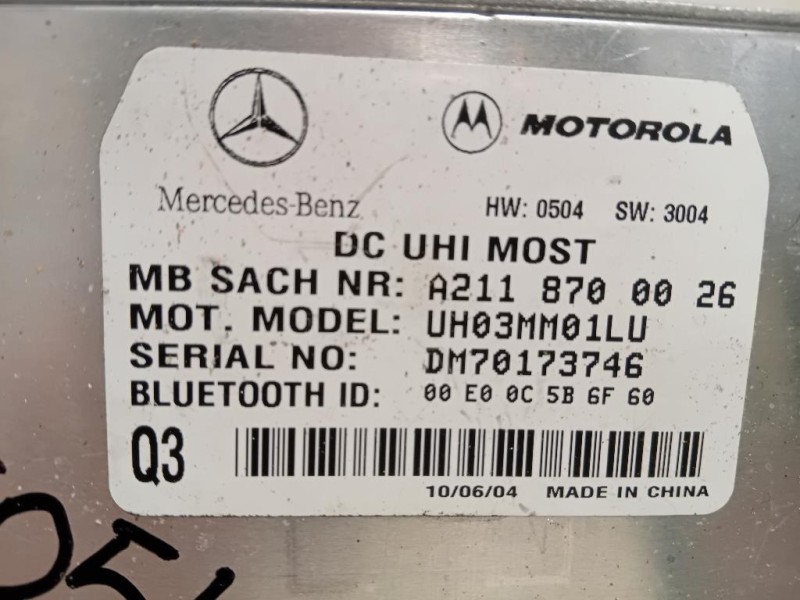 MOTOROLA
Mercedes-Benz
HW: 0504 SW: 3004
DC UHI MOST
MB SACH NR: A211 870 00 26
MOT. MODEL: UH03MM01LU
SERIAL NO: DM70173746
BLUETOOTH ID: 00 E0 0C 5B 6F 60
Q3
10/06/04 MADE IN CHINA